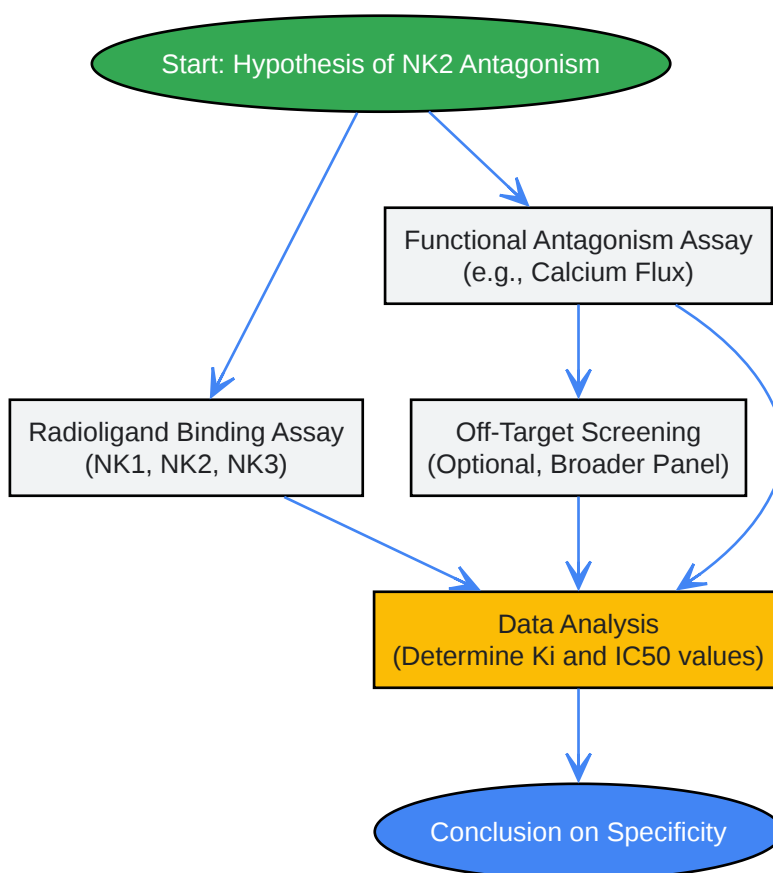 Start: Hypothesis of NK2 Antagonism
Functional Antagonism Assay
(e.g., Calcium Flux)
Radioligand Binding Assay
(NK1, NK2, NK3)
Off-Target Screening
(Optional, Broader Panel)
Data Analysis
(Determine Ki and IC50 values)
Conclusion on Specificity